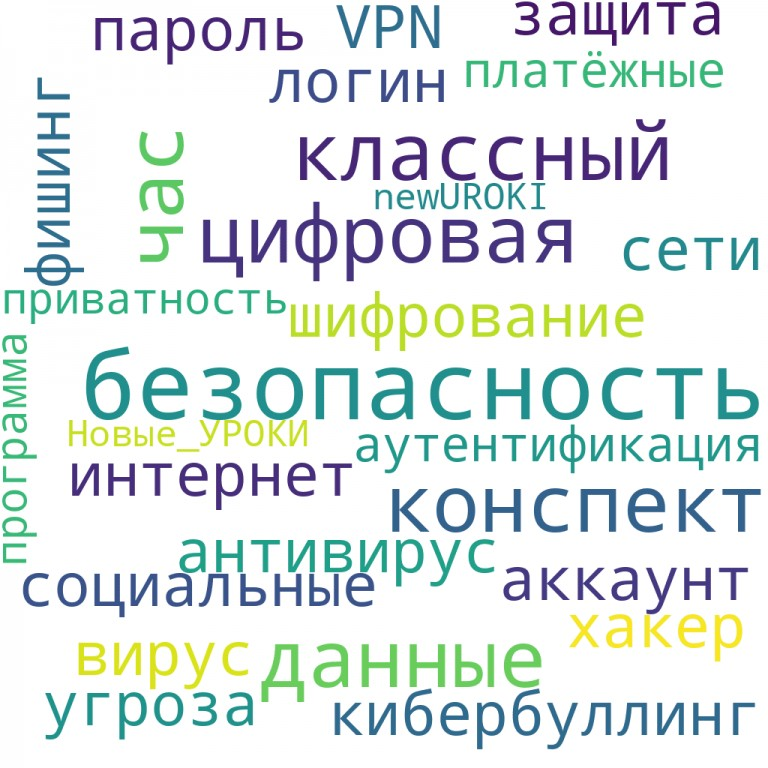 пароль
VPN
защита
логин
платёжные
фишинг
час
классный
newUROKI
цифровая
сети
приватность
шифрование
программа
безопасность
Новые_УРОКИ
аутентификация
интернет
конспект
антивирус
социальные
аккаунт
хакер
вирус
данные
угроза
кибербуллинг